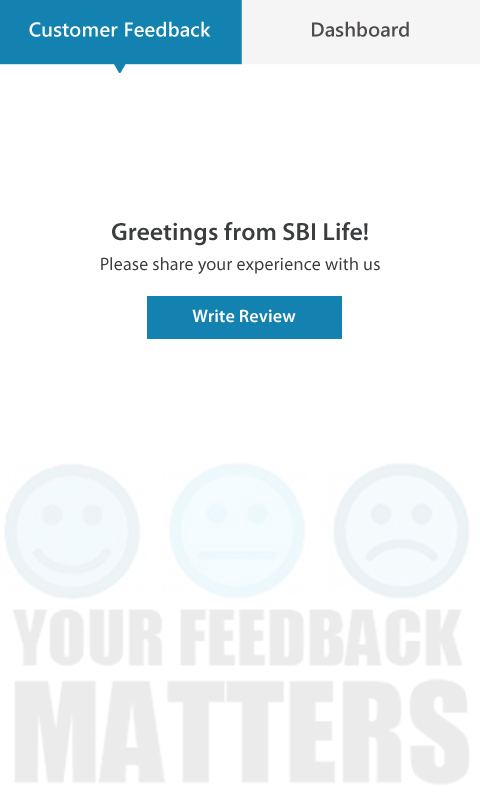 Customer Feedback
Dashboard
Greetings from SBI Life!
Please share your experience with us
Write Review
YOUR FEEDBACK
MATTERS